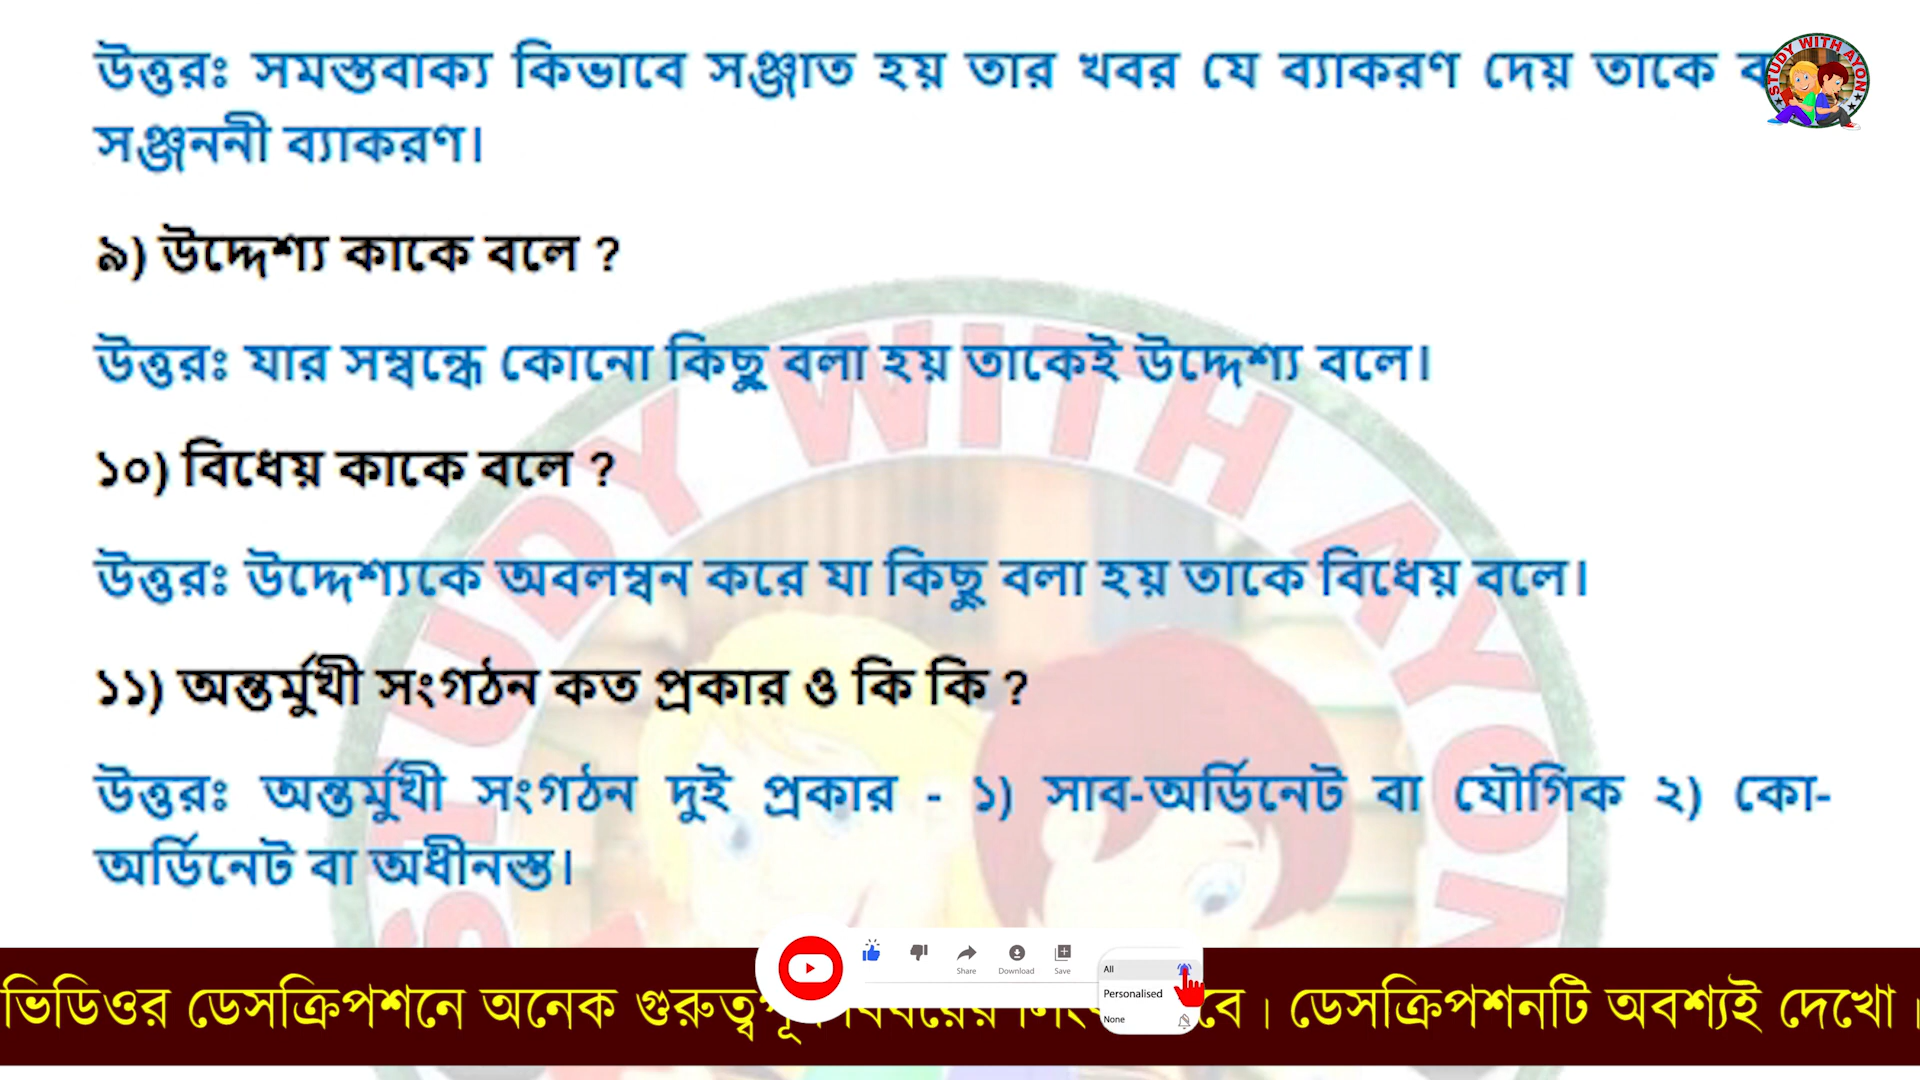 উত্তরঃ সমস্তবাক্য কিভাবে সঞ্জাত হয় তার খবর যে ব্যাকরণ দেয় তাকে
সঞ্জননী ব্যাকরণ।
৯) উদ্দেশ্য কাকে বলে ?
উত্তরঃ যার সম্বন্ধে কোনো কিছু বলা হয় তাকেই উদ্দেশ্য বলে।
১০) বিধেয় কাকে বলে ?
উত্তরঃ উদ্দেশ্যকে অবলম্বন করে যা কিছু বলা হয় তাকে বিধেয় বলে।
১১) অন্তর্মুখী সংগঠন কত প্রকার ও কি কি ?
উত্তরঃ অন্তর্মুখী সংগঠন দুই প্রকার - ১) সাব-অর্ডিনেট বা যৌগিক ২) কো-
অর্ডিনেট বা অধীনস্ত।
STUDY WITH AYON
STUDY WITH AYON
Share Download Save
All
Personalised
None
ভিডিওর ডেসক্রিপশনে অনেক ডেসক্রিপশনটি অবশ্যই দেখো।